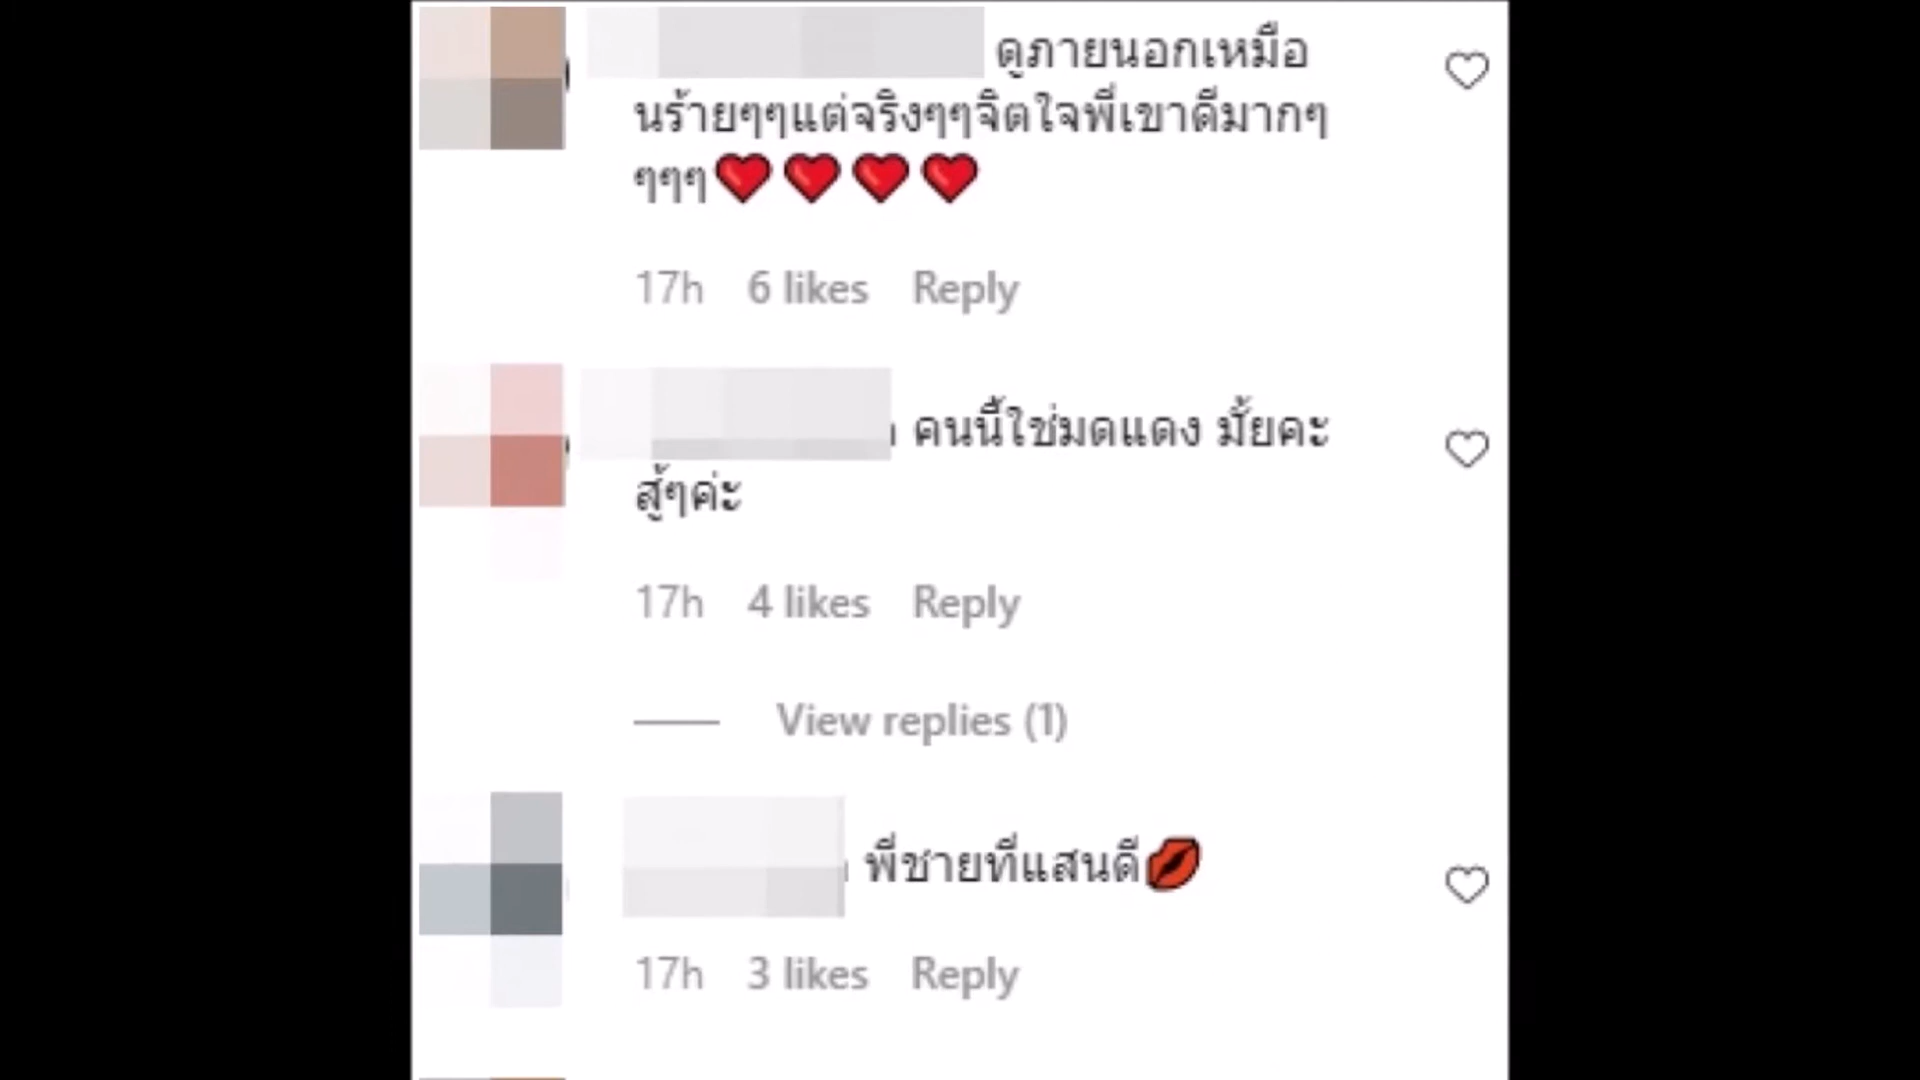 ดูภายนอกเหมือ
นร้ายๆๆแต่จริงๆๆจิตใจพี่เขาดีมากๆ
ๆๆๆ❤❤❤❤
17h 6 likes Reply
คนนี้ใช่มดแดง มั้ยคะ
สู้ๆค่ะ
17h 4 likes Reply
View replies (1)
พี่ชายที่แสนดี💋
17h 3 likes Reply